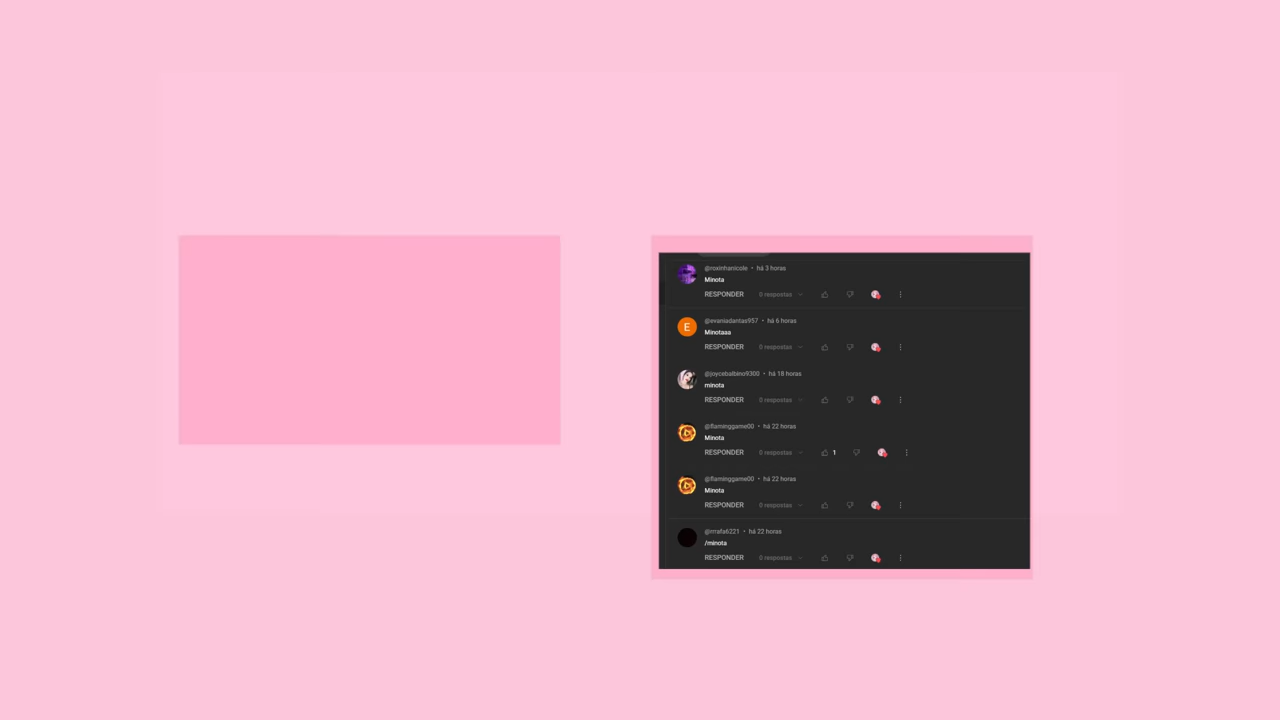 @roxinhanicole • há 3 horas
Minota
RESPONDER 0 respostas
@evaniadantas957 • há 6 horas
Minotaaa
RESPONDER 0 respostas
E
@joycebalbino9300 • há 18 horas
minota
RESPONDER 0 respostas
@flaminggame00 • há 22 horas
Minota
RESPONDER 0 respostas 1
@flaminggame00 • há 22 horas
Minota
RESPONDER 0 respostas
@rrrafa6221 • há 22 horas
/minota
RESPONDER 0 respostas